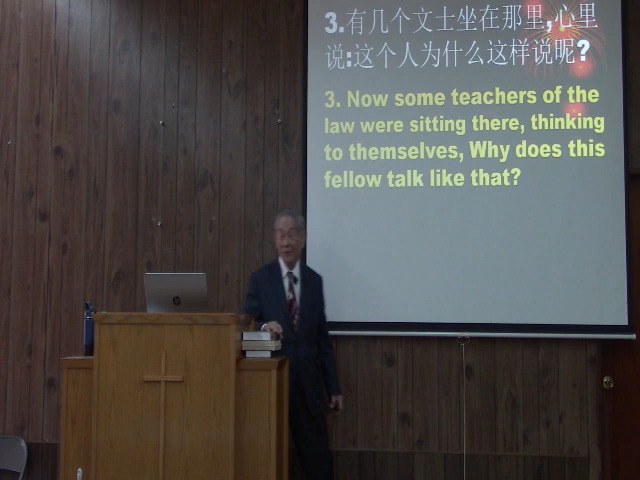 3.有几个文士坐在那里,心里
说:这个人为什么这样说呢?
3. Now some teachers of the
law were sitting there, thinking
to themselves, Why does this
fellow talk like that?